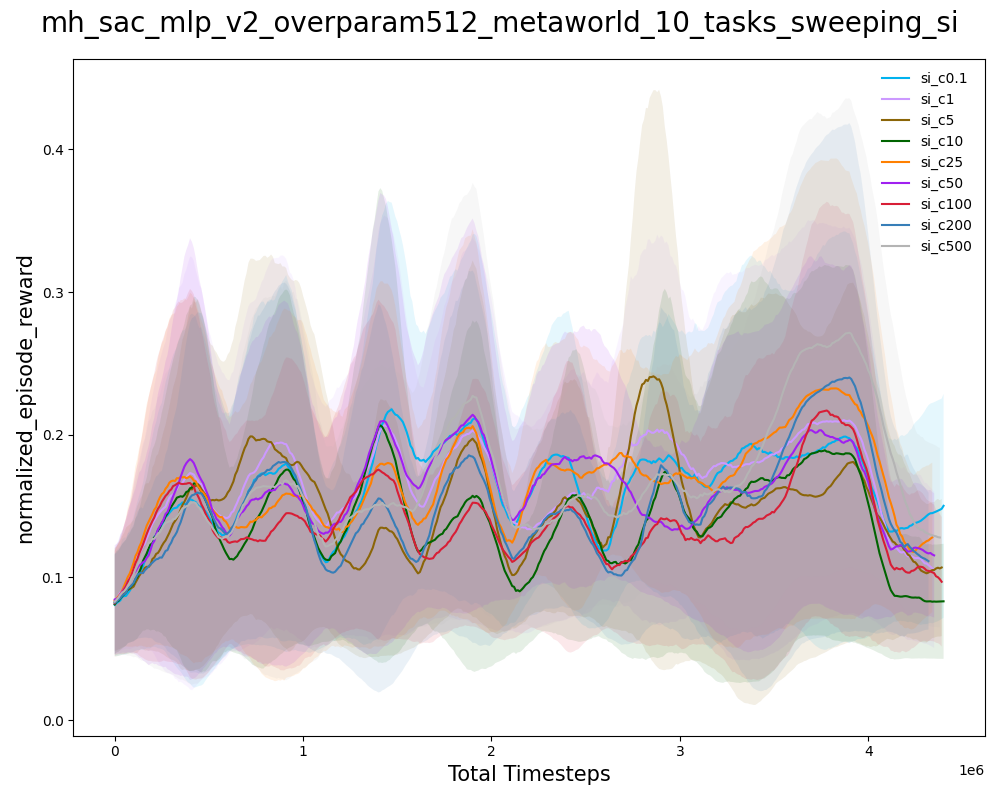 mh_sac_mlp_v2_overparam512_metaworld_10_tasks_sweeping_si
normalized_episode_reward
0.4
0.3
0.2
0.1
0.0
si_c0.1
si_c1
si_c5
si_c10
si_c25
si_c50
si_c100
si_c200
si_c500
0 1 2 3 4
1e6
Total Timesteps